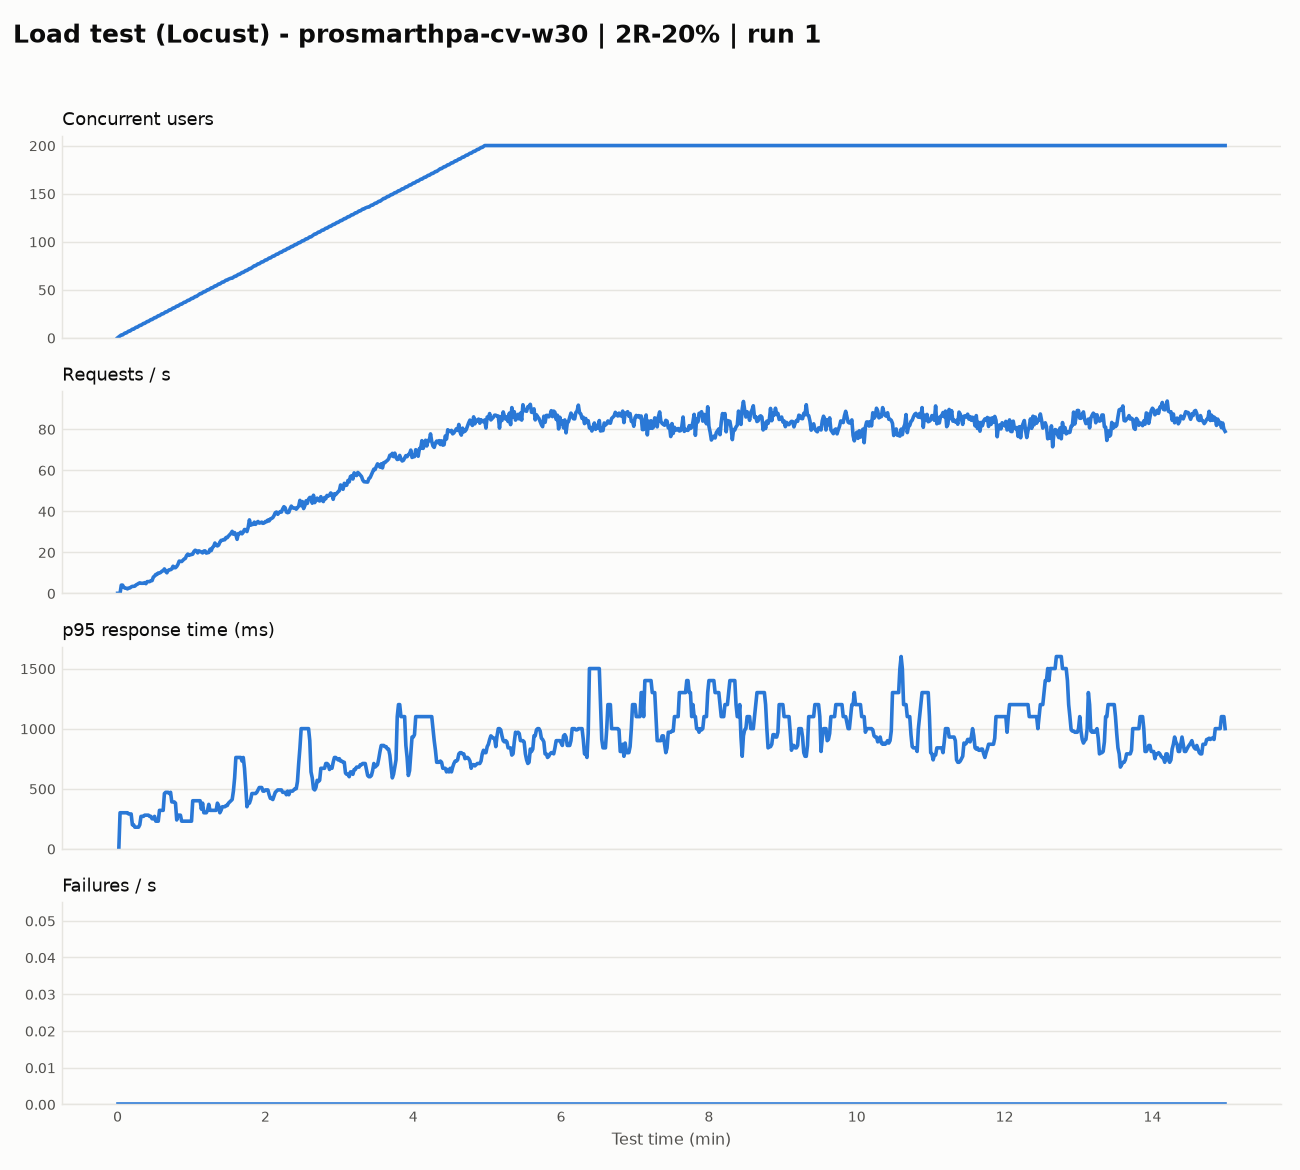 Load test (Locust) - prosmarthpa-cv-w30 | 2R-20% | run 1
Concurrent users
200
150
100
50
0
Requests / s
80
60
40
20
0
p95 response time (ms)
1500
1000
500
0
Failures / s
0.05
0.04
0.03
0.02
0.01
0.00
0 2 4 6 8 10 12 14
Test time (min)